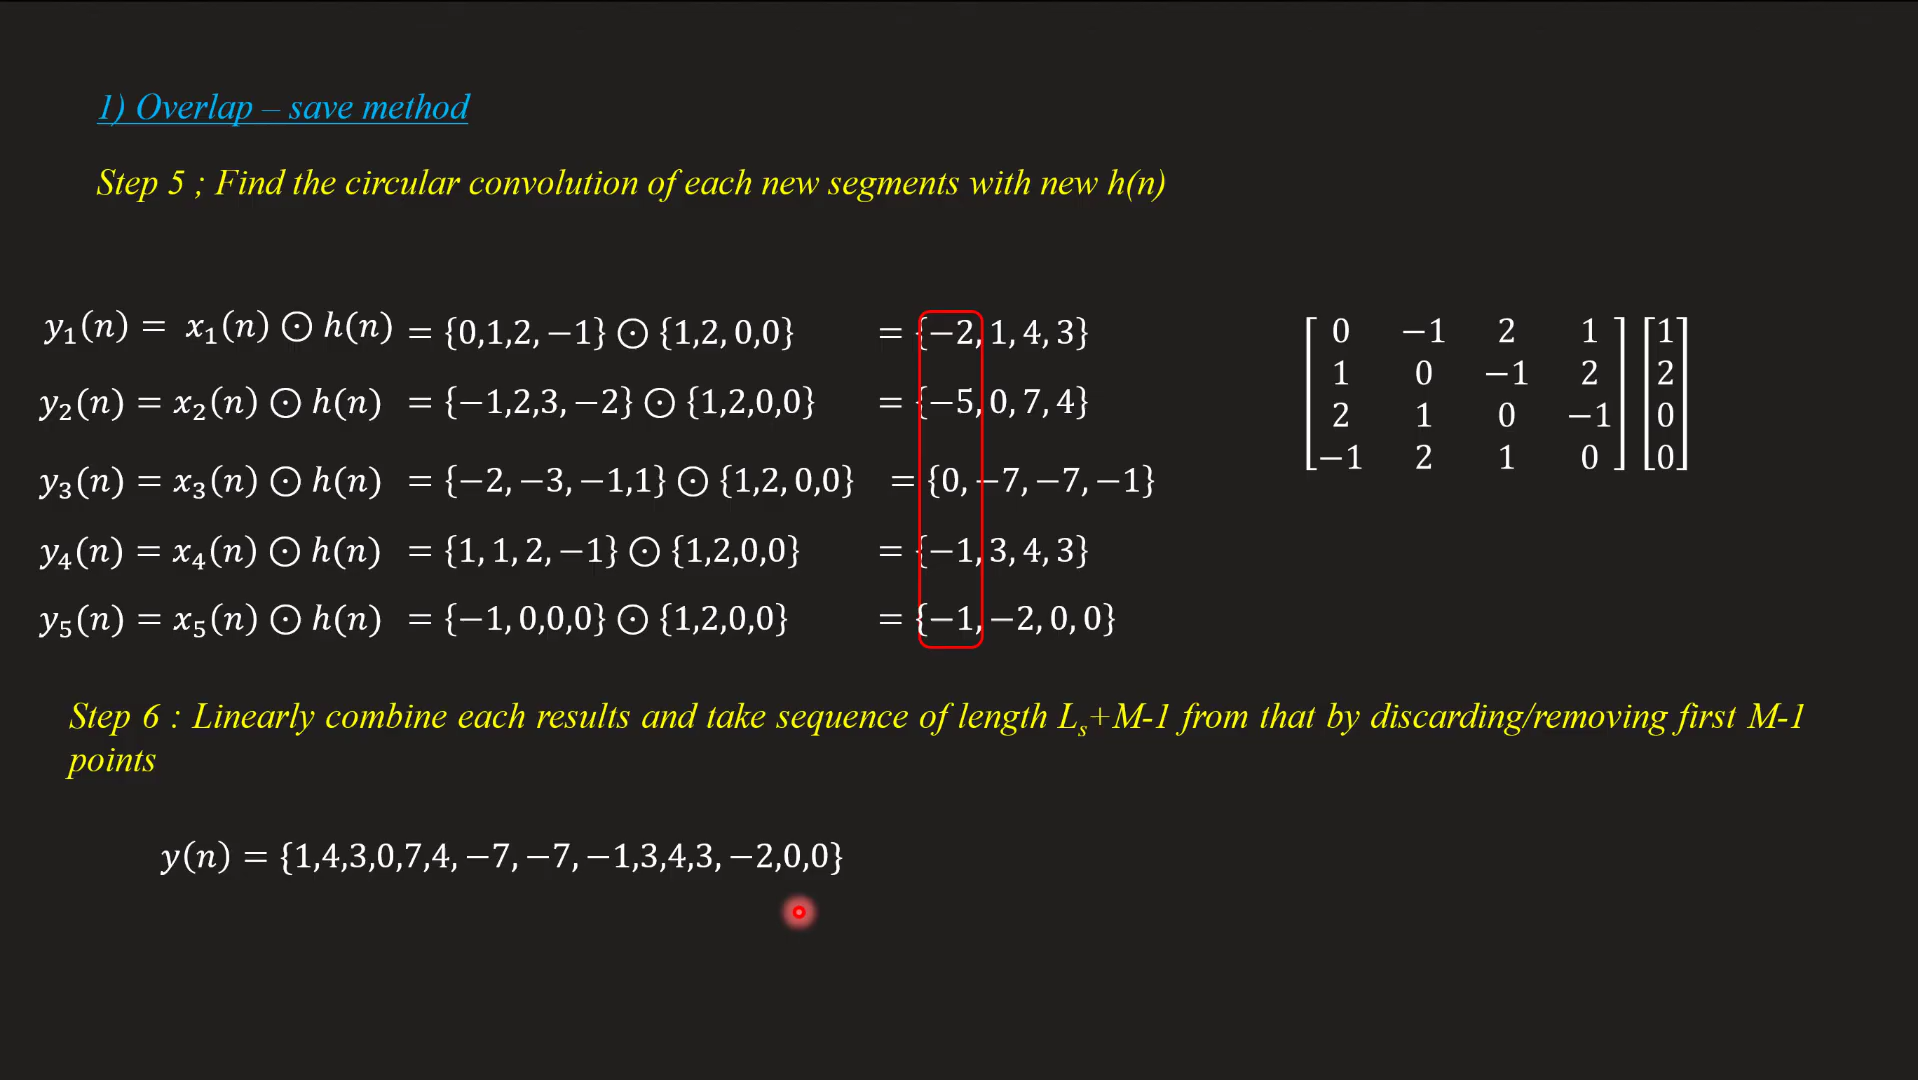 1) Overlap – save method
Step 5 ; Find the circular convolution of each new segments with new h(n)
y₁(n) = x₁(n) ⊙ h(n) = {0,1,2, −1} ⊙ {1,2, 0,0} = {−2, 1, 4, 3}
y₂(n) = x₂(n) ⊙ h(n) = {−1,2,3, −2} ⊙ {1,2,0,0} = {−5, 0, 7, 4}
y₃(n) = x₃(n) ⊙ h(n) = {−2, −3, −1,1} ⊙ {1,2, 0,0} = {0, −7, −7, −1}
y₄(n) = x₄(n) ⊙ h(n) = {1, 1, 2, −1} ⊙ {1,2,0,0} = {−1, 3, 4, 3}
y₅(n) = x₅(n) ⊙ h(n) = {−1, 0,0,0} ⊙ {1,2,0,0} = {−1, −2, 0, 0}
0 −1 2 1 1
1 0 −1 2 2
2 1 0 −1 0
−1 2 1 0 0
Step 6 : Linearly combine each results and take sequence of length Lₛ+M-1 from that by discarding/removing first M-1
points
y(n) = {1,4,3,0,7,4, −7, −7, −1,3,4,3, −2,0,0}